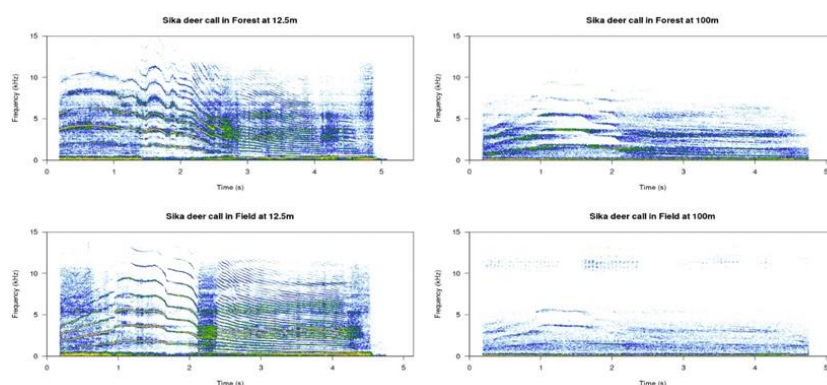 Sika deer call in Forest at 12.5m
15
10
5
0
Frequency (kHz)
0 1 2 3 4 5
Time (s)
Sika deer call in Forest at 100m
15
10
5
0
Frequency (kHz)
0 1 2 3 4 5
Time (s)
Sika deer call in Field at 12.5m
15
10
5
0
Frequency (kHz)
0 1 2 3 4 5
Time (s)
Sika deer call in Field at 100m
15
10
5
0
Frequency (kHz)
0 1 2 3 4 5
Time (s)